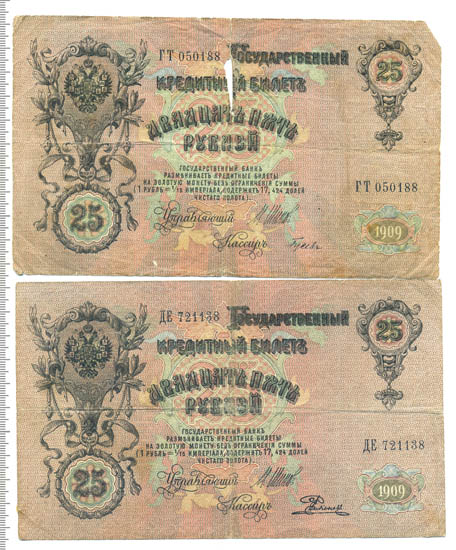 ГТ 050188 Государственный
25
Кредитный Билетъ
Двадцать пять
рублей
ГОСУДАРСТВЕННЫЙ БАНКЪ
РАЗМѢНИВАЕТЪ КРЕДИТНЫЕ БИЛЕТЫ
НА ЗОЛОТУЮ МОНЕТУ БЕЗЪ ОГРАНИЧЕНІЯ СУММЫ
(1 РУБЛЬ = 1/15 ИМПЕРІАЛА, СОДЕРЖИТЪ 17,424 ДОЛЕЙ
ЧИСТАГО ЗОЛОТА).
ГТ 050188
25
Управляющій
Кассиръ
1909
ДЕ 721138 Государственный
25
Кредитный Билетъ
Двадцать пять
рублей
ГОСУДАРСТВЕННЫЙ БАНКЪ
РАЗМѢНИВАЕТЪ КРЕДИТНЫЕ БИЛЕТЫ
НА ЗОЛОТУЮ МОНЕТУ БЕЗЪ ОГРАНИЧЕНІЯ СУММЫ
(1 РУБЛЬ = 1/15 ИМПЕРІАЛА, СОДЕРЖИТЪ 17,424 ДОЛЕЙ
ЧИСТАГО ЗОЛОТА).
ДЕ 721138
25
Управляющій
Кассиръ
1909